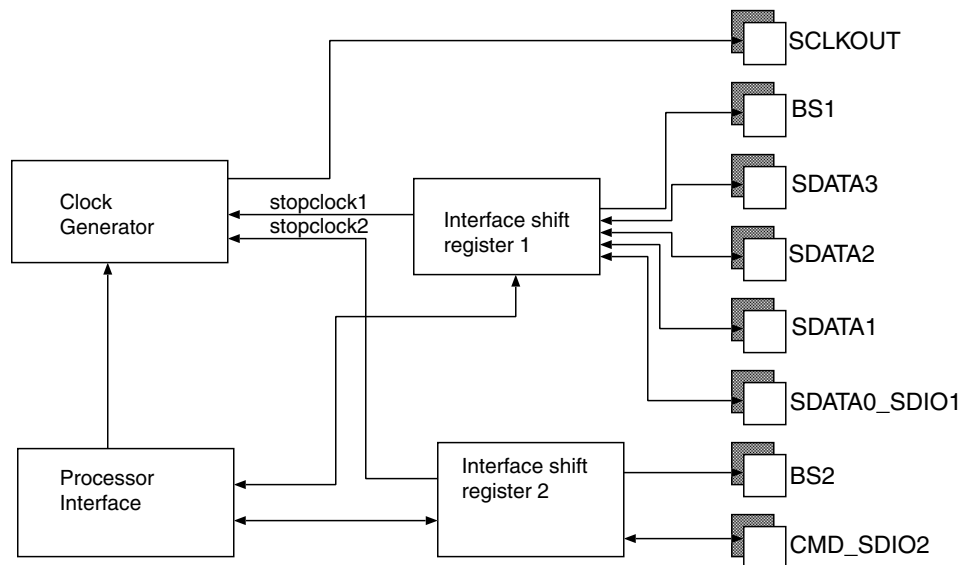 SCLKOUT
BS1
SDATA3
SDATA2
SDATA1
SDATA0_SDIO1
BS2
CMD_SDIO2
Clock
Generator
stopclock1
stopclock2
Interface shift
register 1
Processor
Interface
Interface shift
register 2